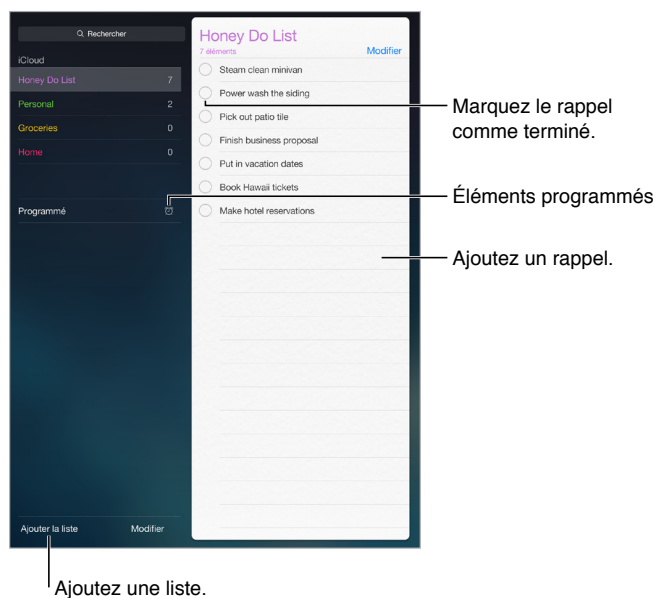 Rechercher
iCloud
Honey Do List 7
Personal 2
Groceries 0
Home 0
Programmé
Ajouter la liste Modifier
Honey Do List
7 éléments Modifier
Steam clean minivan
Power wash the siding
Pick out patio tile
Finish business proposal
Put in vacation dates
Book Hawaii tickets
Make hotel reservations
Marquez le rappel
comme terminé.
Éléments programmés
Ajoutez un rappel.
Ajoutez une liste.